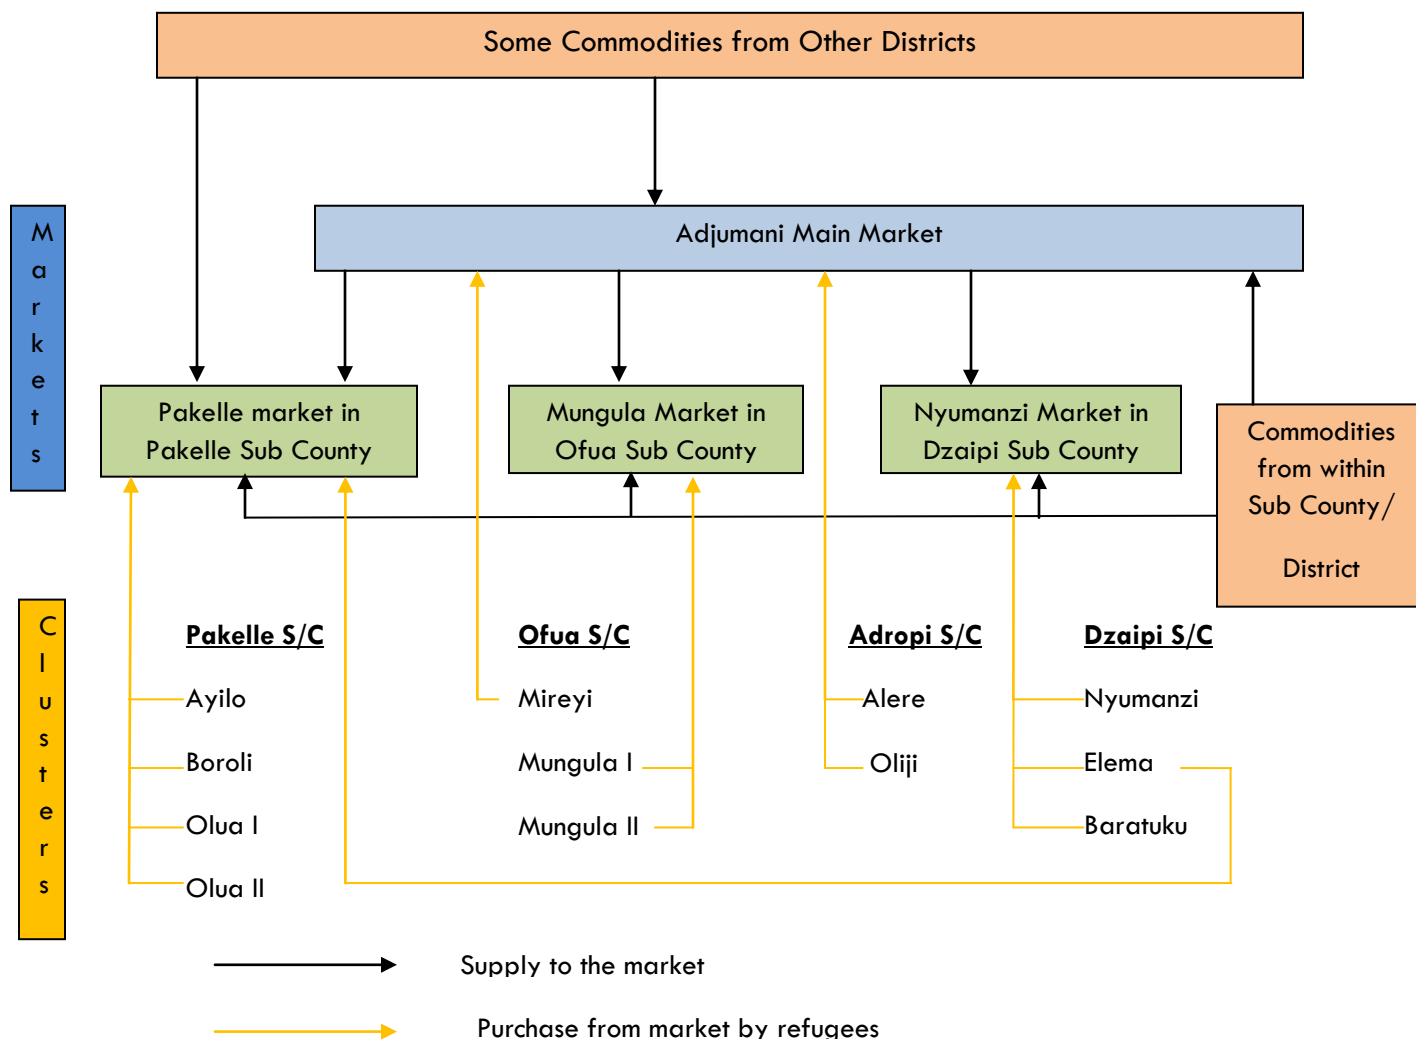 Some Commodities from Other Districts
Markets
Adjumani Main Market
Pakelle market in
Pakelle Sub County
Mungula Market in
Ofua Sub County
Nyumanzi Market in
Dzaipi Sub County
Commodities
from within
Sub County/
District
Clusters
Pakelle S/C
Ayilo
Boroli
Olua I
Olua II
Ofua S/C
Mireyi
Mungula I
Mungula II
Adropi S/C
Alere
Oliji
Dzaipi S/C
Nyumanzi
Elema
Baratuku
Supply to the market
Purchase from market by refugees